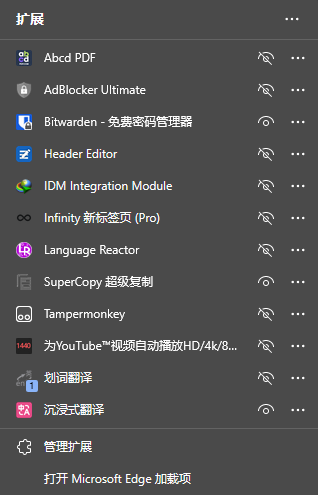 扩展
Abcd PDF
AdBlocker Ultimate
Bitwarden - 免费密码管理器
Header Editor
IDM Integration Module
Infinity 新标签页 (Pro)
Language Reactor
SuperCopy 超级复制
Tampermonkey
1440 为YouTube™视频自动播放HD/4k/8...
1 划词翻译
沉浸式翻译
管理扩展
打开 Microsoft Edge 加载项